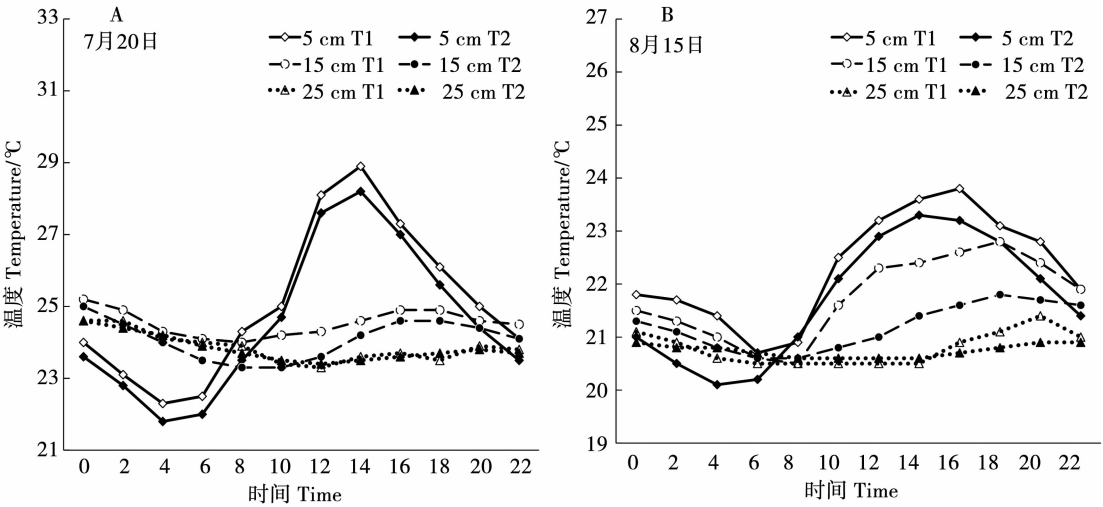 A
7月20日
5 cm T1
5 cm T2
15 cm T1
15 cm T2
25 cm T1
25 cm T2
33
31
29
27
25
23
21
温度 Temperature/℃
0 2 4 6 8 10 12 14 16 18 20 22
时间 Time
B
8月15日
5 cm T1
5 cm T2
15 cm T1
15 cm T2
25 cm T1
25 cm T2
27
26
25
24
23
22
21
20
19
温度 Temperature/℃
0 2 4 6 8 10 12 14 16 18 20 22
时间 Time